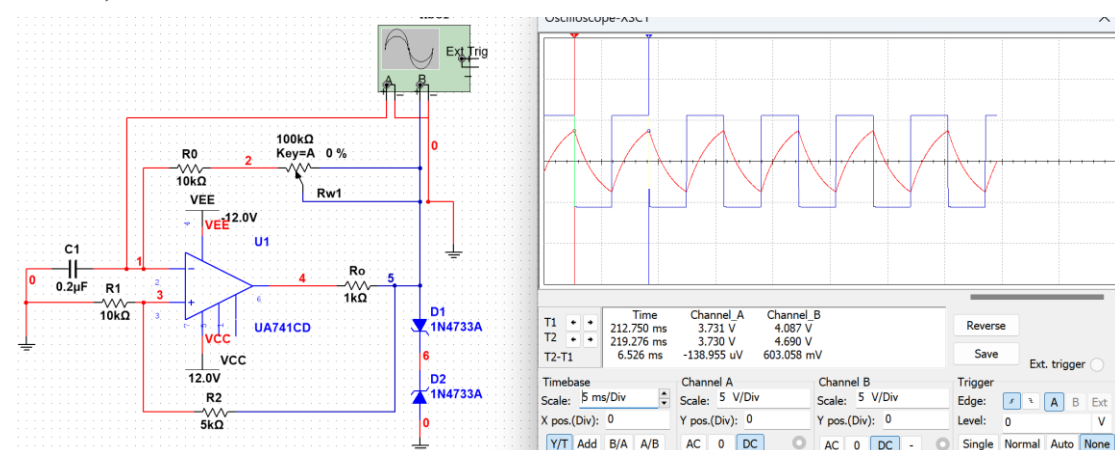 Oscilloscope-XSC1
Ext Trig
A
B
0
100kΩ
Key=A 0 %
R0
2
10kΩ
Rw1
VEE
-12.0V
VEE
4
U1
C1
1
0
0.2µF
2
R1
3
4
Ro
5
10kΩ
3
6
1kΩ
D1
1N4733A
7 5 1
UA741CD
VCC
6
VCC
12.0V
D2
1N4733A
R2
5kΩ
0
T1
T2
T2-T1
Time Channel_A Channel_B
212.750 ms 3.731 V 4.087 V
219.276 ms 3.730 V 4.690 V
6.526 ms -138.955 uV 603.058 mV
Reverse
Save
Ext. trigger
Timebase
Scale: 5 ms/Div
X pos.(Div): 0
Y/T Add B/A A/B
Channel A
Scale: 5 V/Div
Y pos.(Div): 0
AC 0 DC
Channel B
Scale: 5 V/Div
Y pos.(Div): 0
AC 0 DC -
Trigger
Edge: A B Ext
Level: 0 V
Single Normal Auto None